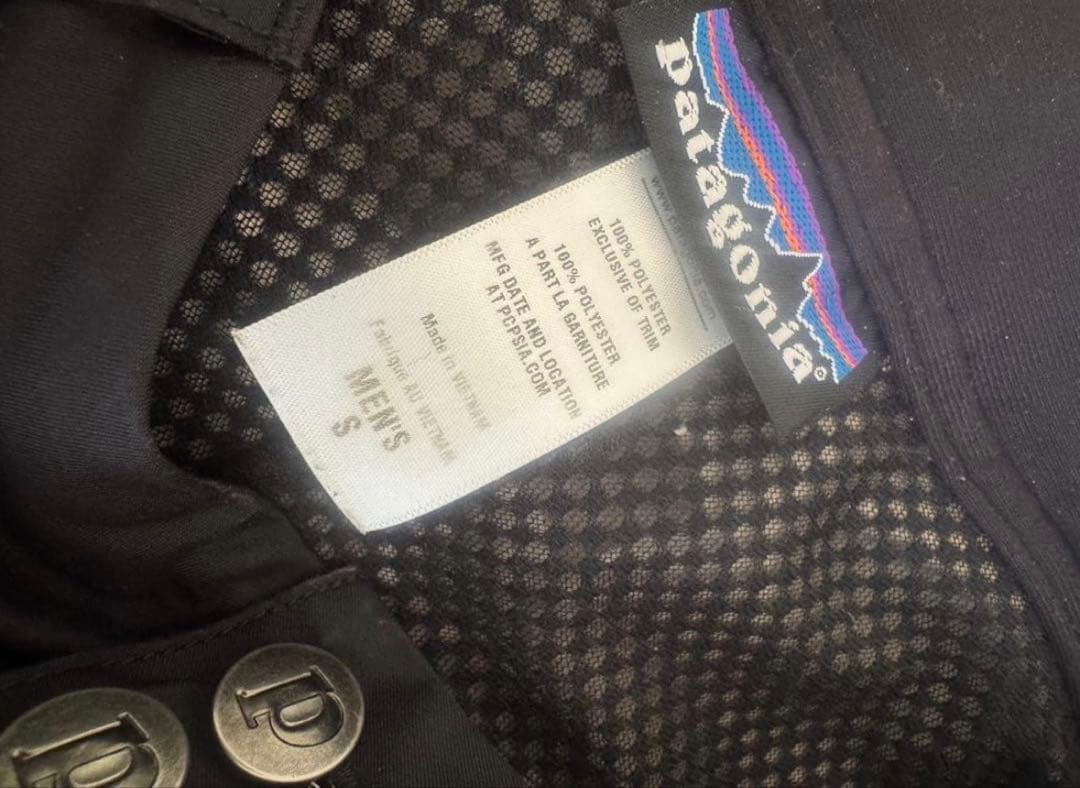 patagonia®
100% POLYESTER
EXCLUSIVE OF TRIM
100% POLYESTER
A PART LA GARNITURE
MFG DATE AND LOCATION
AT PCPSIA.COM
Made in VIETNAM
Fabriqué AU VIETNAM
MEN'S
S
P
P